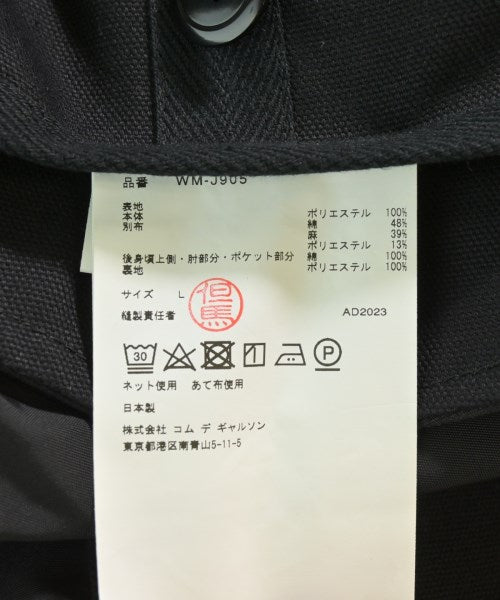 品番 WM-J905
表地
本体 ポリエステル 100%
別布 綿 48%
麻 39%
ポリエステル 13%
後身頃上側・肘部分・ポケット部分 綿 100%
裏地 ポリエステル 100%
サイズ L
縫製責任者 但馬 AD2023
30 P
ネット使用 あて布使用
日本製
株式会社 コム デ ギャルソン
東京都港区南青山5-11-5